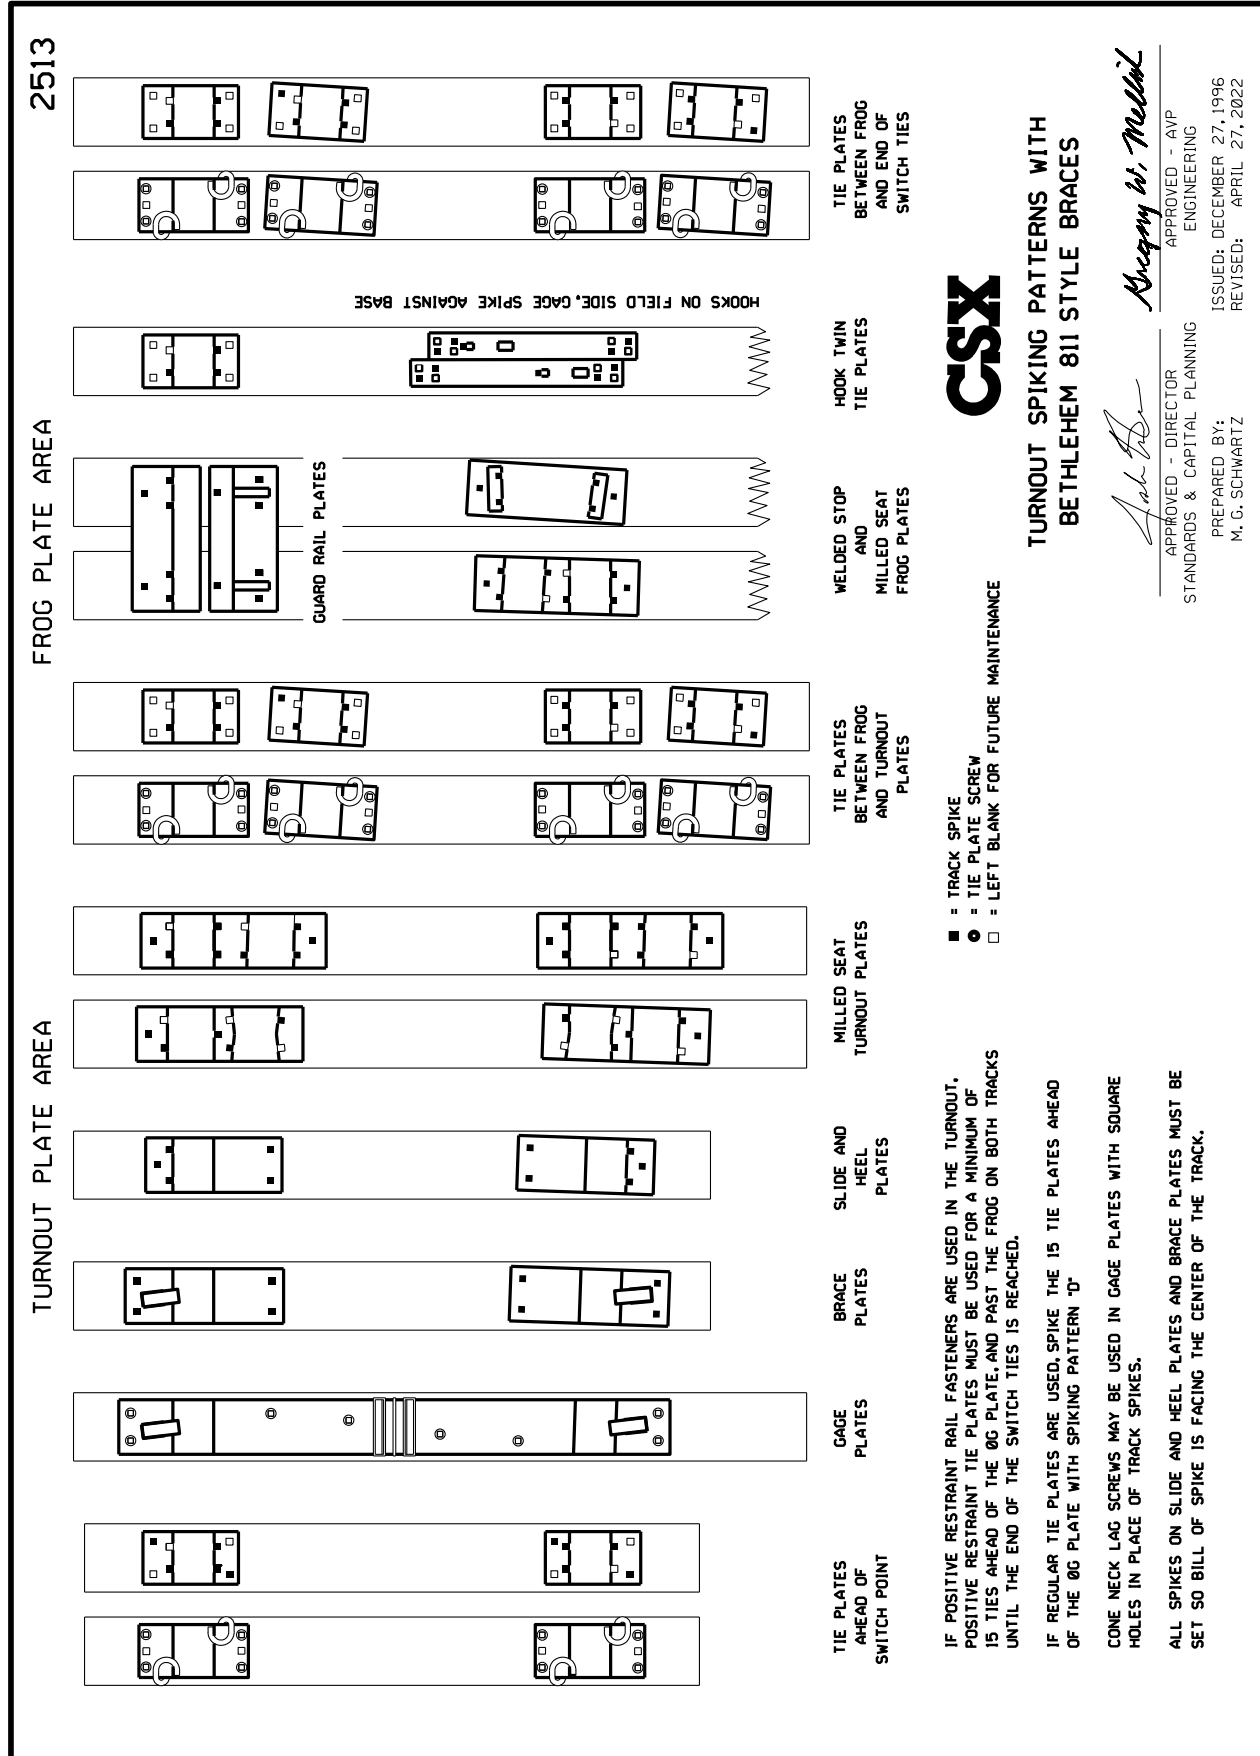 2513
TURNOUT PLATE AREA
FROG PLATE AREA
GUARD RAIL PLATES
HOOKS ON FIELD SIDE, GAGE SPIKE AGAINST BASE
TIE PLATES
AHEAD OF
SWITCH POINT
GAGE
PLATES
BRACE
PLATES
SLIDE AND
HEEL
PLATES
MILLED SEAT
TURNOUT PLATES
TIE PLATES
BETWEEN FROG
AND TURNOUT
PLATES
WELDED STOP
AND
MILLED SEAT
FROG PLATES
HOOK TWIN
TIE PLATES
TIE PLATES
BETWEEN FROG
AND END OF
SWITCH TIES
IF POSITIVE RESTRAINT RAIL FASTENERS ARE USED IN THE TURNOUT,
POSITIVE RESTRAINT TIE PLATES MUST BE USED FOR A MINIMUM OF
15 TIES AHEAD OF THE 0G PLATE, AND PAST THE FROG ON BOTH TRACKS
UNTIL THE END OF THE SWITCH TIES IS REACHED.
IF REGULAR TIE PLATES ARE USED, SPIKE THE 15 TIE PLATES AHEAD
OF THE 0G PLATE WITH SPIKING PATTERN "D"
CONE NECK LAG SCREWS MAY BE USED IN GAGE PLATES WITH SQUARE
HOLES IN PLACE OF TRACK SPIKES.
ALL SPIKES ON SLIDE AND HEEL PLATES AND BRACE PLATES MUST BE
SET SO BILL OF SPIKE IS FACING THE CENTER OF THE TRACK.
■ = TRACK SPIKE
= TIE PLATE SCREW
□ = LEFT BLANK FOR FUTURE MAINTENANCE
CSX
TURNOUT SPIKING PATTERNS WITH
BETHLEHEM 811 STYLE BRACES
Gregory W. Mellish
APPROVED - DIRECTOR
STANDARDS & CAPITAL PLANNING
APPROVED - AVP
ENGINEERING
PREPARED BY:
M. G. SCHWARTZ
ISSUED: DECEMBER 27, 1996
REVISED: APRIL 27, 2022